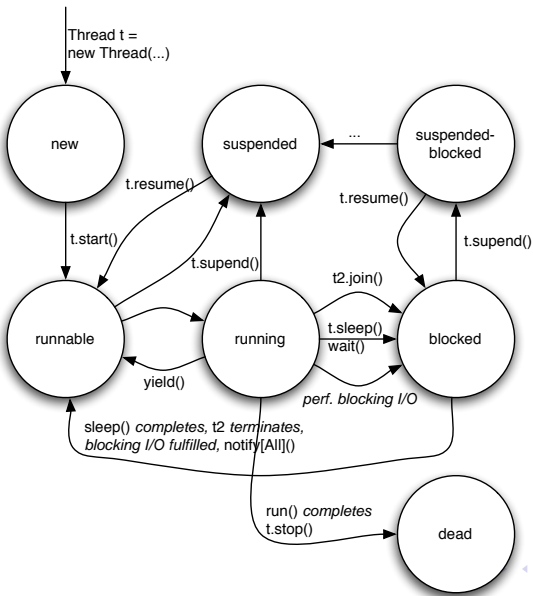 Thread t =
new Thread(...)
new
suspended
...
suspended-
blocked
t.resume()
t.resume()
t.start()
t.supend()
t.supend()
t2.join()
runnable
running
t.sleep()
wait()
blocked
yield()
perf. blocking I/O
sleep() completes, t2 terminates,
blocking I/O fulfilled, notify[All]()
run() completes
t.stop()
dead